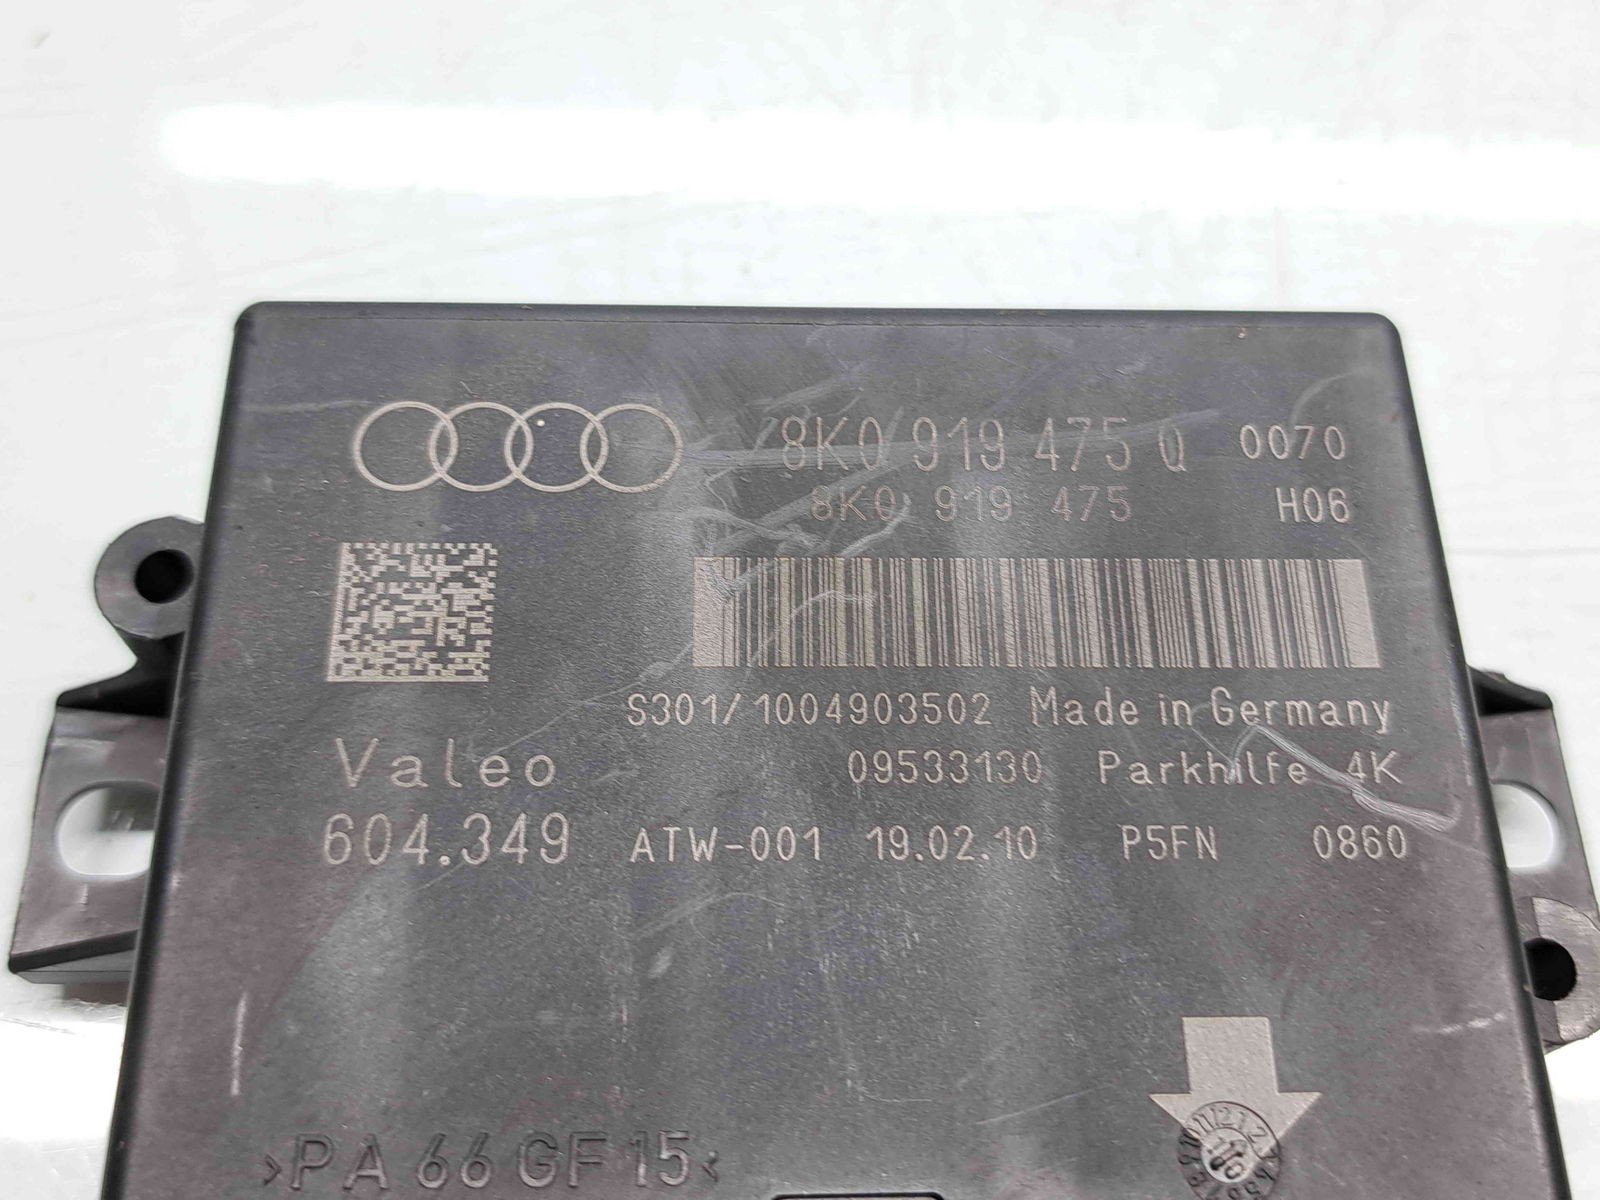 8K0 919 475 Q 0070
8K0 919 475 H06
S301/1004903502 Made in Germany
Valeo 09533130 Parkhilfe 4K
604.349 ATW-001 19.02.10 P5FN 0860
>PA 66 GF 15<